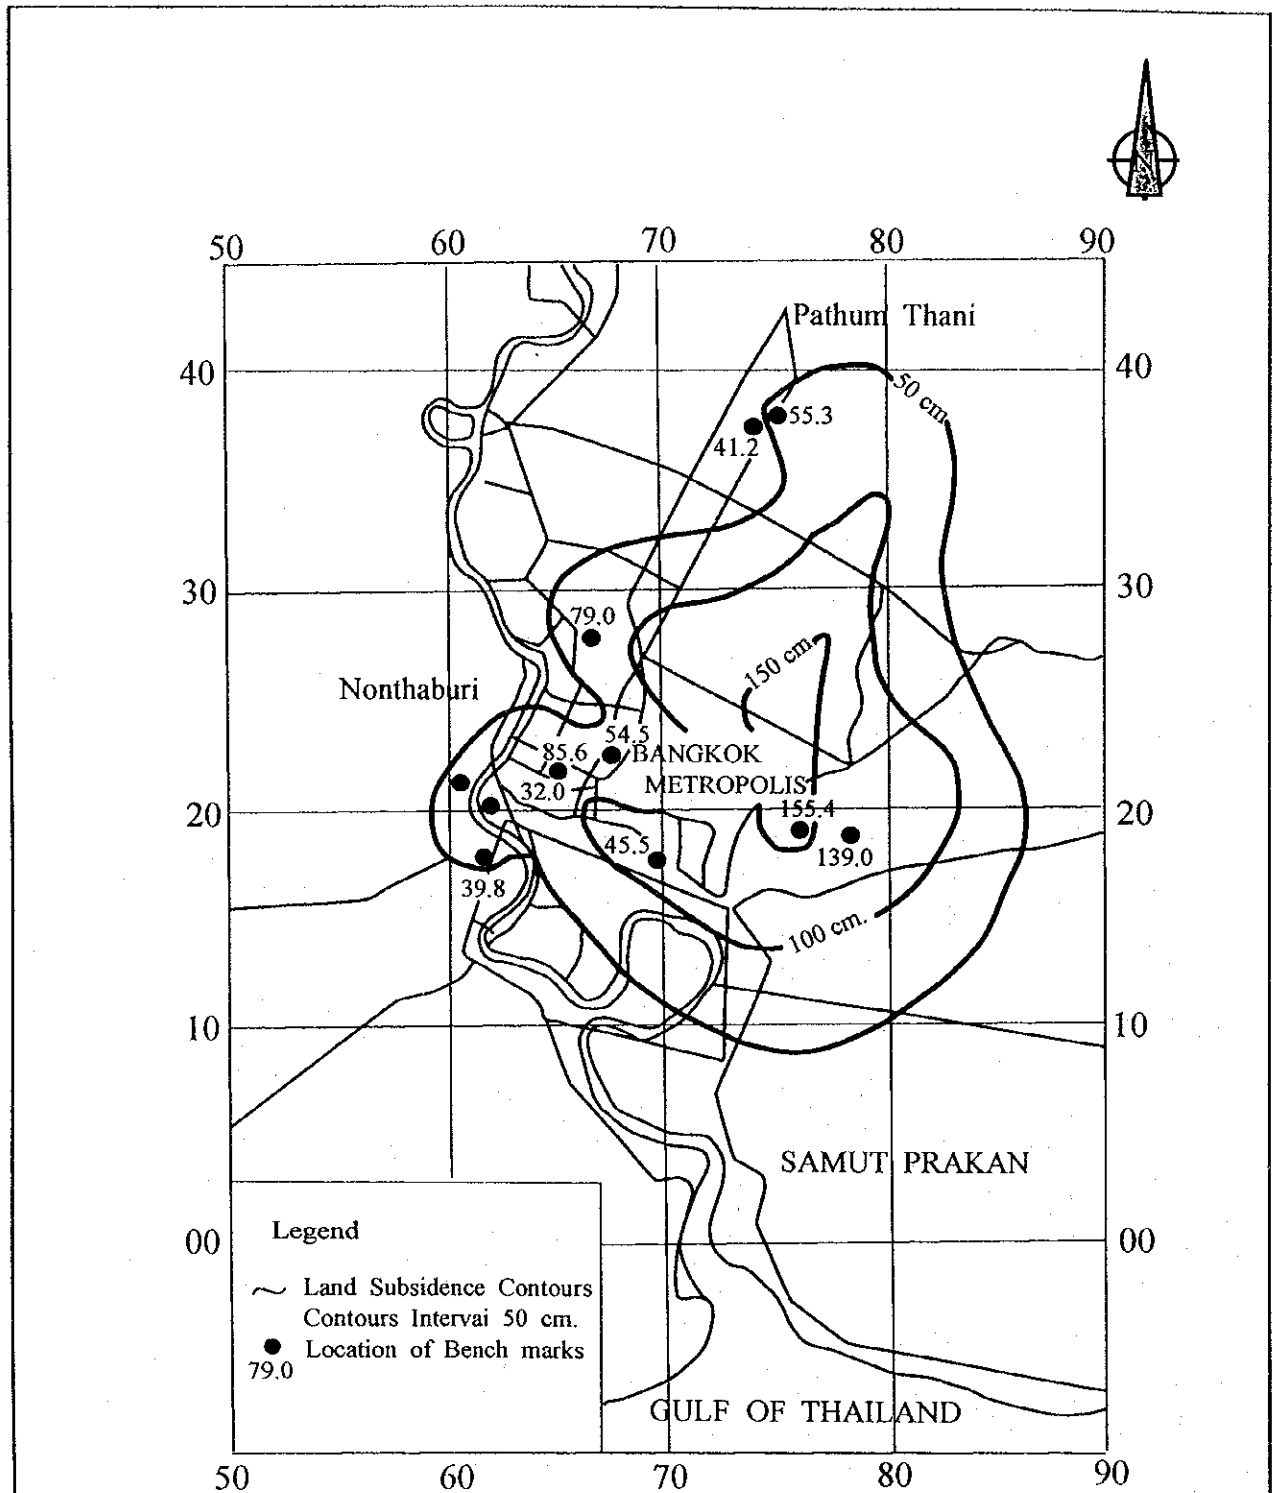 N
50 60 70 80 90
Pathum Thani
40
40
50 cm.
55.3
41.2
30
30
79.0
150 cm.
Nonthaburi
54.5
85.6
BANGKOK
METROPOLIS
32.0
20
155.4
20
45.5
139.0
39.8
100 cm.
10
10
SAMUT PRAKAN
00
00
Legend
Land Subsidence Contours
Contours Intervai 50 cm.
Location of Bench marks
79.0
GULF OF THAILAND
50 60 70 80 90